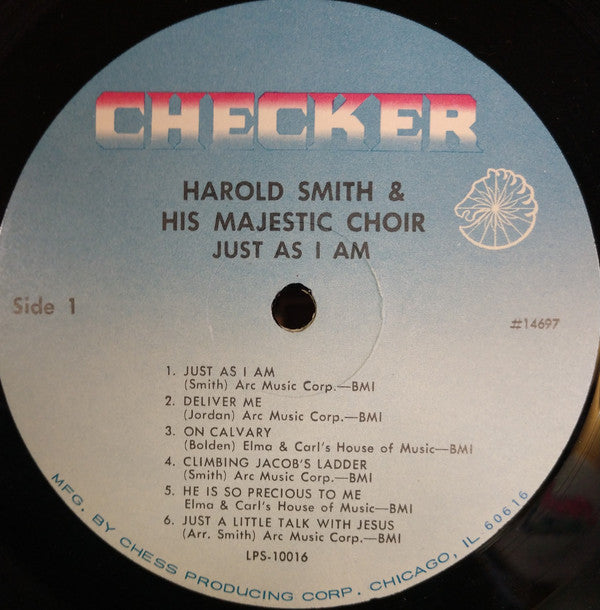 CHECKER
HAROLD SMITH &
HIS MAJESTIC CHOIR
JUST AS I AM
Side 1
#14697
1. JUST AS I AM
(Smith) Arc Music Corp.—BMI
2. DELIVER ME
(Jordan) Arc Music Corp.—BMI
3. ON CALVARY
(Bolden) Elma & Carl's House of Music—BMI
4. CLIMBING JACOB'S LADDER
(Smith) Arc Music Corp.—BMI
5. HE IS SO PRECIOUS TO ME
Elma & Carl's House of Music—BMI
6. JUST A LITTLE TALK WITH JESUS
(Arr. Smith) Arc Music Corp.—BMI
LPS-10016
MFG. BY CHESS PRODUCING CORP. CHICAGO, IL 60616